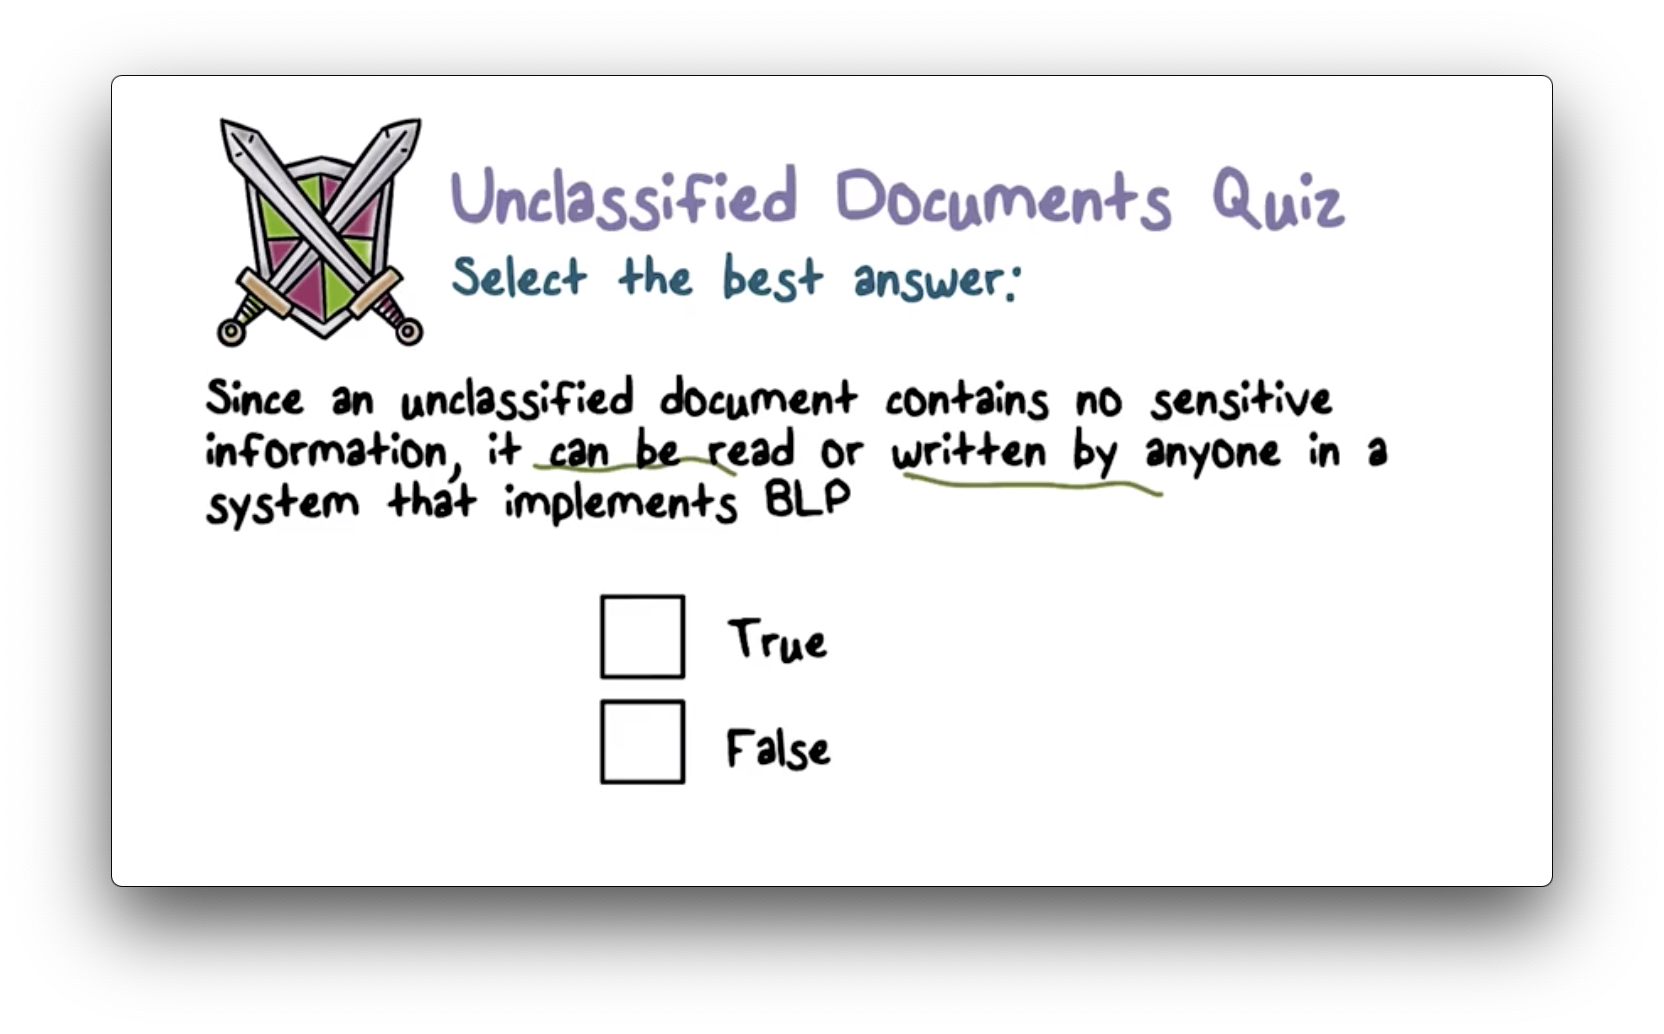 Unclassified Documents Quiz
Select the best answer:
Since an unclassified document contains no sensitive
information, it can be read or written by anyone in a
system that implements BLP
True
False